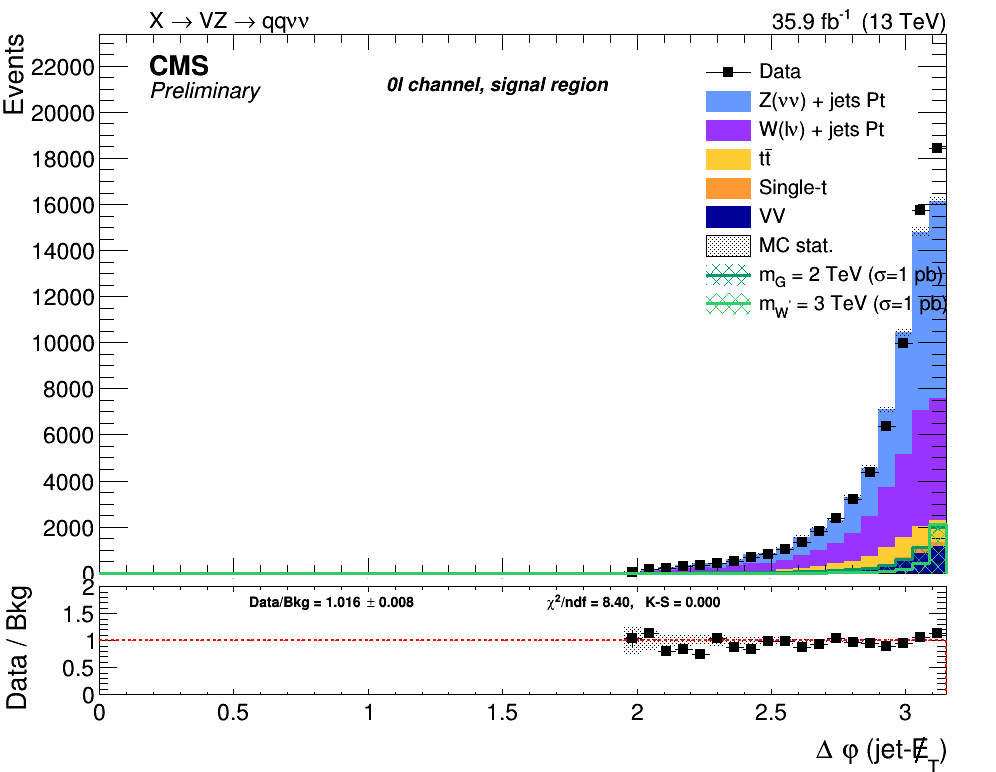 X → VZ → qqνν
35.9 fb⁻¹ (13 TeV)
CMS
Preliminary
0l channel, signal region
Data
Z(νν) + jets Pt
W(lν) + jets Pt
tt̄
Single-t
VV
MC stat.
m_G = 2 TeV (σ=1 pb)
m_W' = 3 TeV (σ=1 pb)
Events
22000
20000
18000
16000
14000
12000
10000
8000
6000
4000
2000
0
Data/Bkg = 1.016 ± 0.008
χ²/ndf = 8.40, K-S = 0.000
Data / Bkg
2
1.5
1
0.5
0
0 0.5 1 1.5 2 2.5 3
Δ φ (jet-E̸_T)